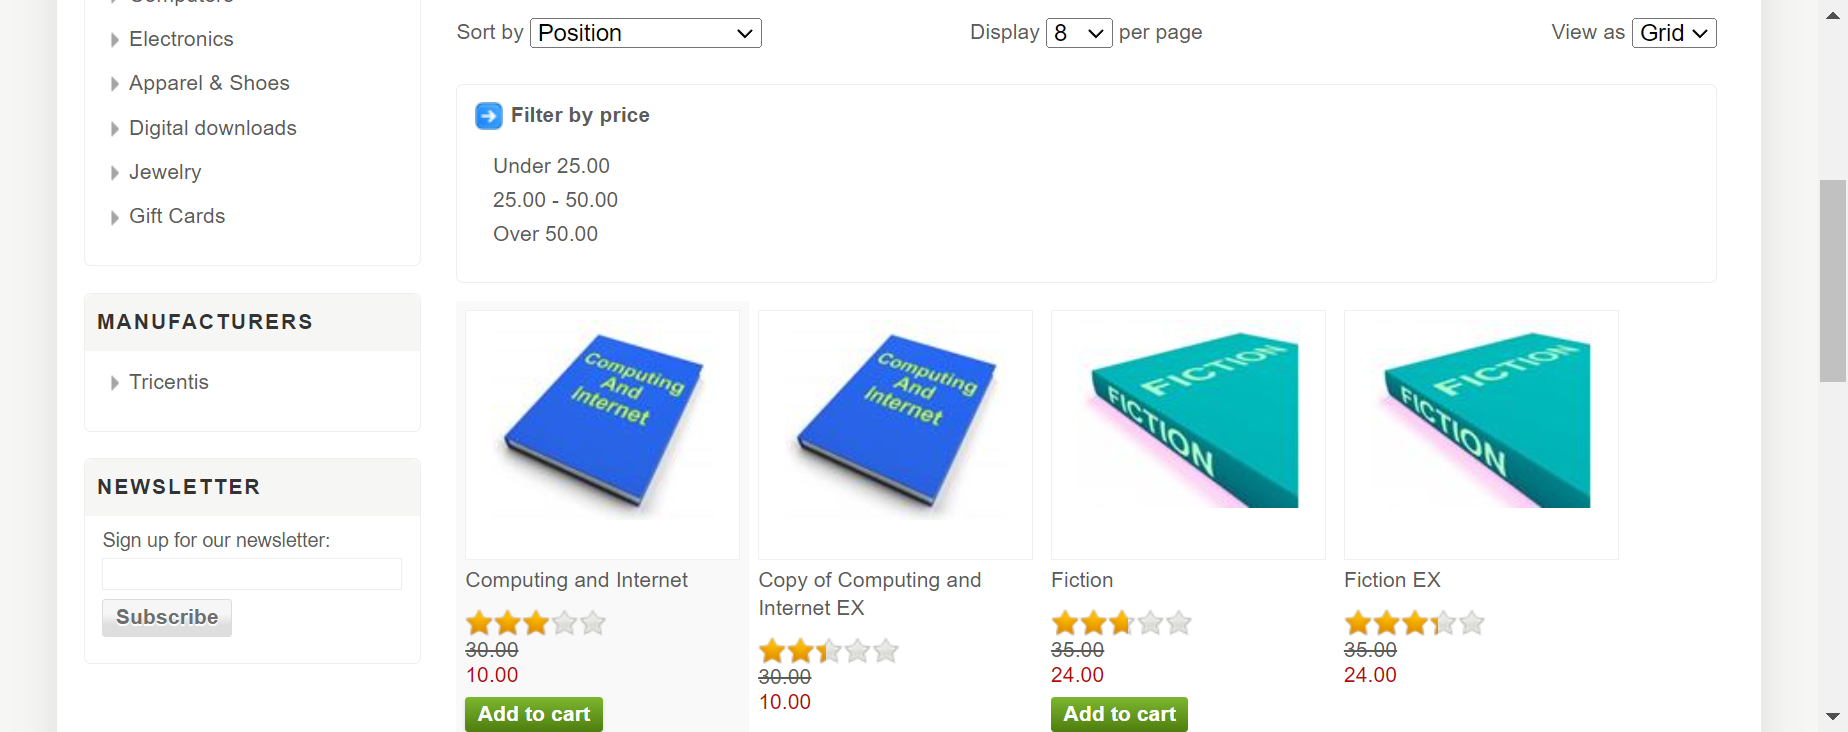 Computers
Electronics
Apparel & Shoes
Digital downloads
Jewelry
Gift Cards
MANUFACTURERS
Tricentis
NEWSLETTER
Sign up for our newsletter:
Subscribe
Sort by Position Display 8 per page View as Grid
Filter by price
Under 25.00
25.00 - 50.00
Over 50.00
Computing
And
Internet
Computing
And
Internet
FICTION
FICTION
FICTION
FICTION
Computing and Internet
30.00
10.00
Add to cart
Copy of Computing and
Internet EX
30.00
10.00
Fiction
35.00
24.00
Add to cart
Fiction EX
35.00
24.00